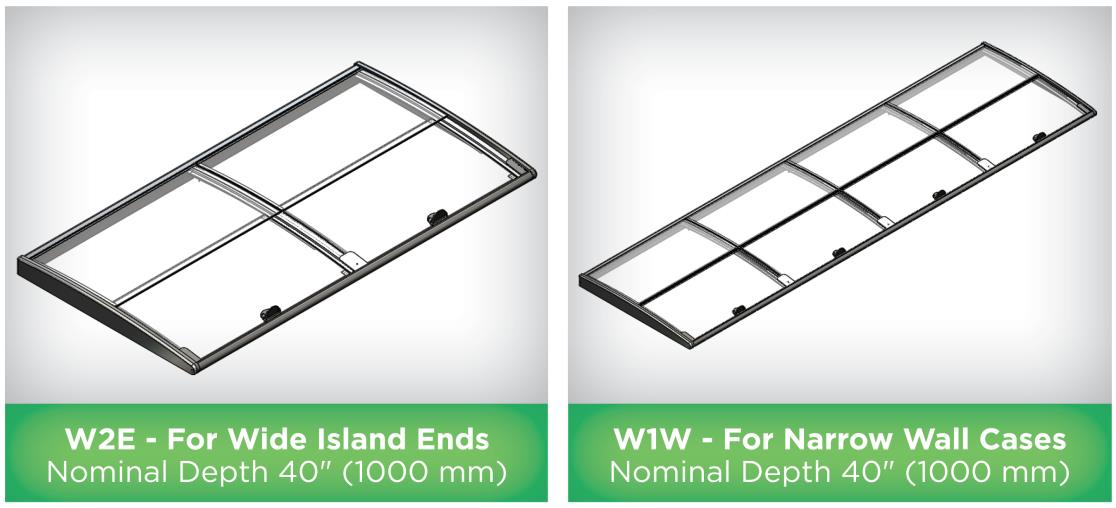 W2E - For Wide Island Ends
Nominal Depth 40" (1000 mm)
W1W - For Narrow Wall Cases
Nominal Depth 40" (1000 mm)